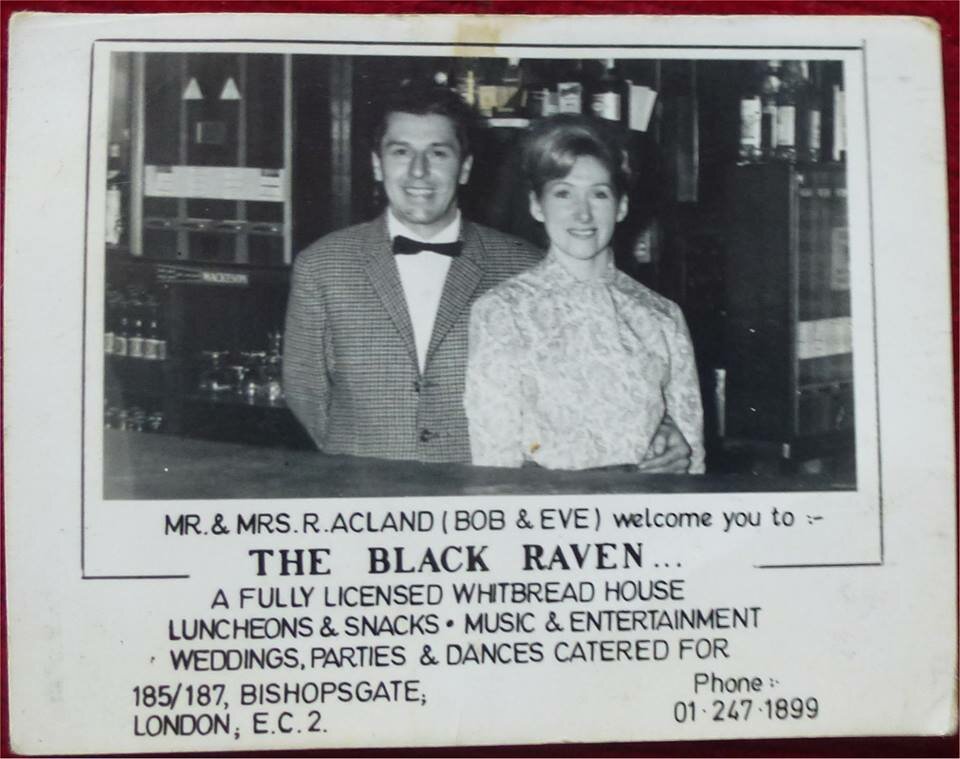 MACKESON
MR. & MRS. R. ACLAND (BOB & EVE) welcome you to :-
THE BLACK RAVEN...
A FULLY LICENSED WHITBREAD HOUSE
LUNCHEONS & SNACKS • MUSIC & ENTERTAINMENT
WEDDINGS, PARTIES & DANCES CATERED FOR
185/187, BISHOPSGATE,
LONDON, E.C. 2.
Phone :-
01·247·1899